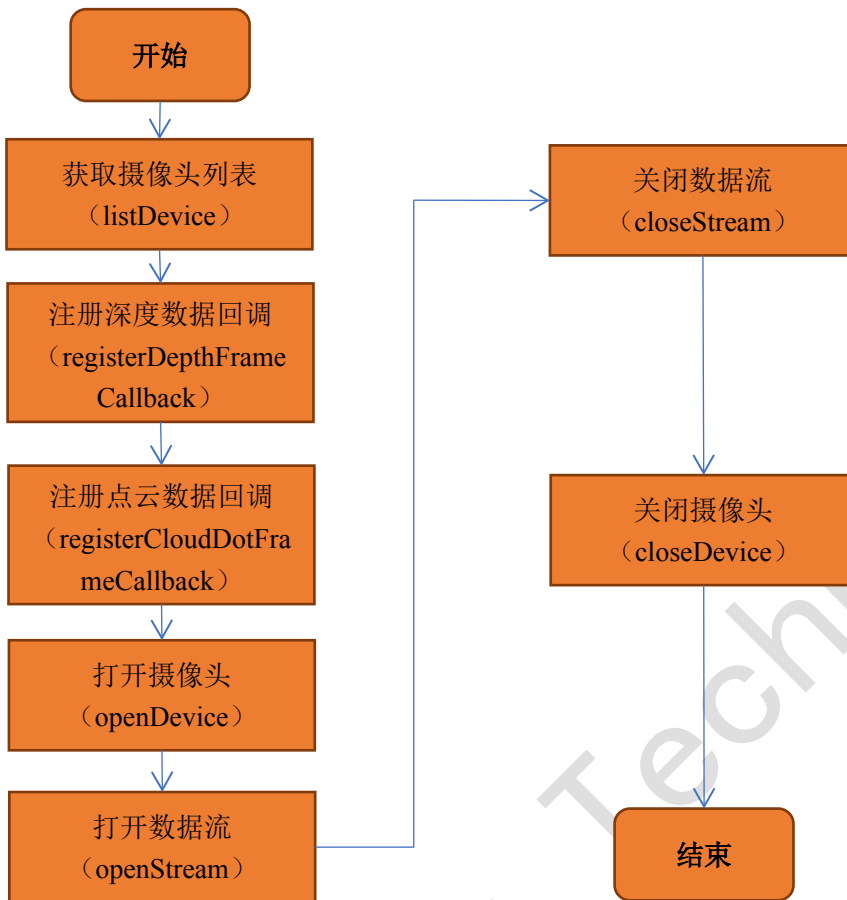 开始
获取摄像头列表
（listDevice）
注册深度数据回调
（registerDepthFrame
Callback）
注册点云数据回调
（registerCloudDotFra
meCallback）
打开摄像头
（openDevice）
打开数据流
（openStream）
关闭数据流
（closeStream）
关闭摄像头
（closeDevice）
结束